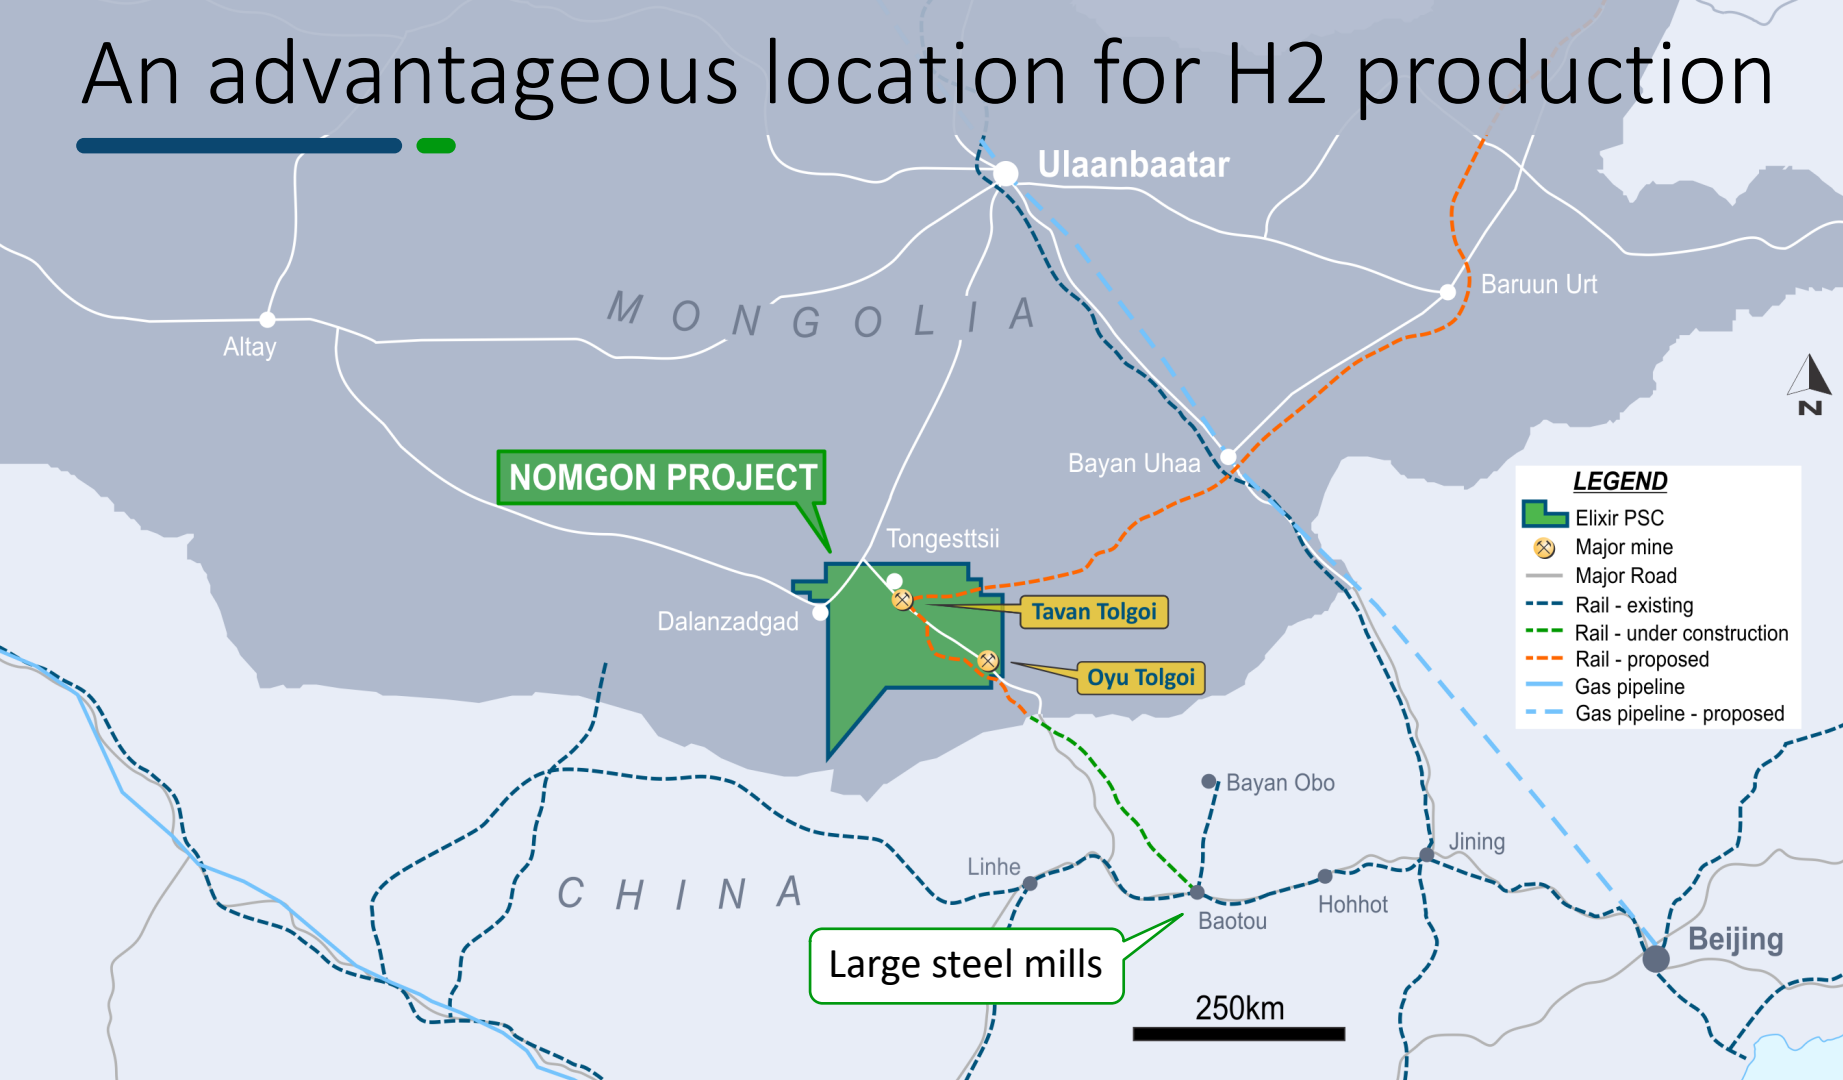 An advantageous location for H2 production
Ulaanbaatar
Baruun Urt
MONGOLIA
Altay
N
Bayan Uhaa
NOMGON PROJECT
Tongesttsii
Dalanzadgad
Tavan Tolgoi
Oyu Tolgoi
LEGEND
Elixir PSC
Major mine
Major Road
Rail - existing
Rail - under construction
Rail - proposed
Gas pipeline
Gas pipeline - proposed
Bayan Obo
Jining
Linhe
CHINA
Hohhot
Baotou
Beijing
Large steel mills
250km